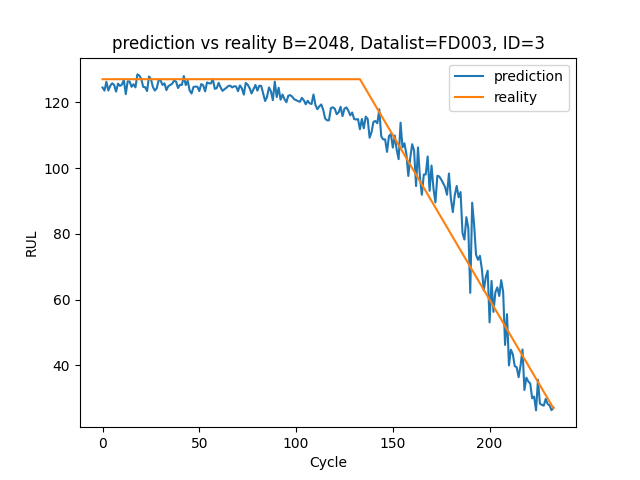 prediction vs reality B=2048, Datalist=FD003, ID=3
prediction
reality
RUL
120
100
80
60
40
0
50
100
150
200
Cycle